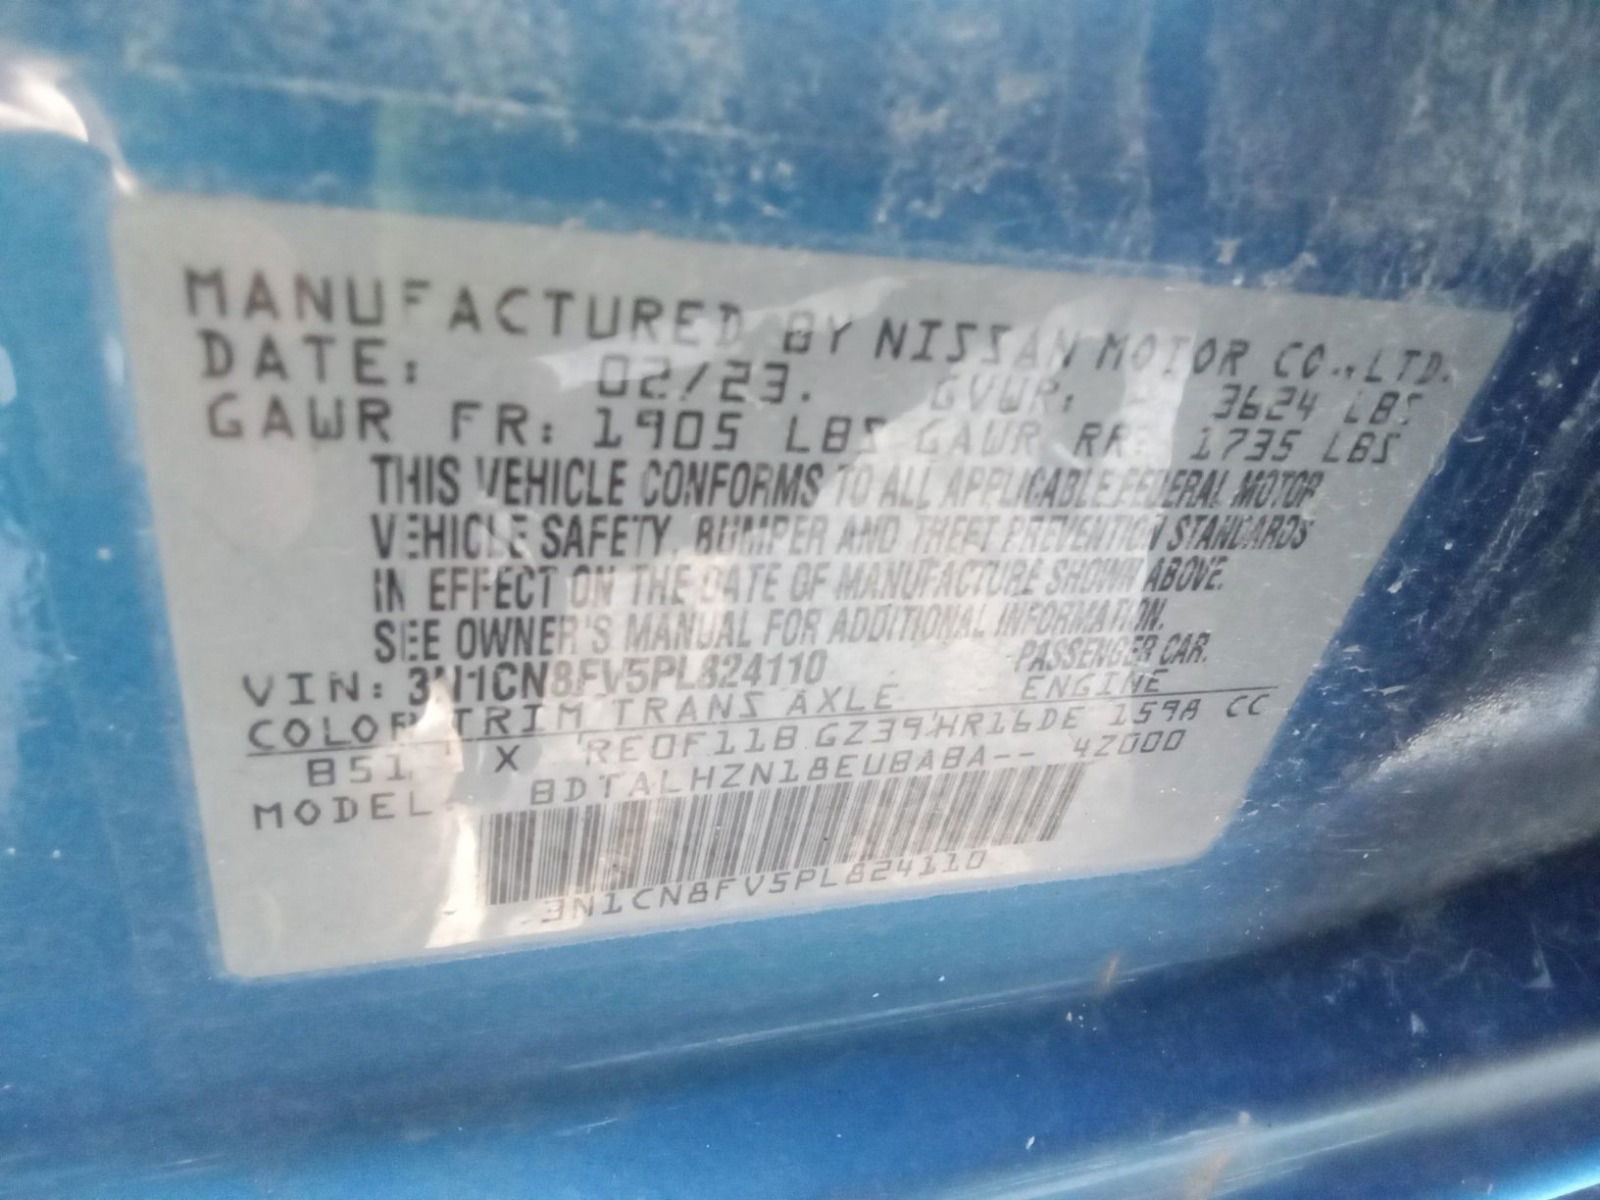 MANUFACTURED BY NISSAN MOTOR CO., LTD.
DATE: 02/23. GVWR: 3624 LBS
GAWR FR: 1905 LBS GAWR RR: 1735 LBS
THIS VEHICLE CONFORMS TO ALL APPLICABLE FEDERAL MOTOR
VEHICLE SAFETY, BUMPER AND THEFT PREVENTION STANDARDS
IN EFFECT ON THE DATE OF MANUFACTURE SHOWN ABOVE.
SEE OWNER'S MANUAL FOR ADDITIONAL INFORMATION.
VIN: 3N1CN8FV5PL824110 PASSENGER CAR.
COLOR TRIM TRANS AXLE ENGINE
B51 X RE0F11B GZ39 HR16DE 1598 CC
MODEL: BDTALHZN18EUBABA-- 42000
3N1CN8FV5PL824110